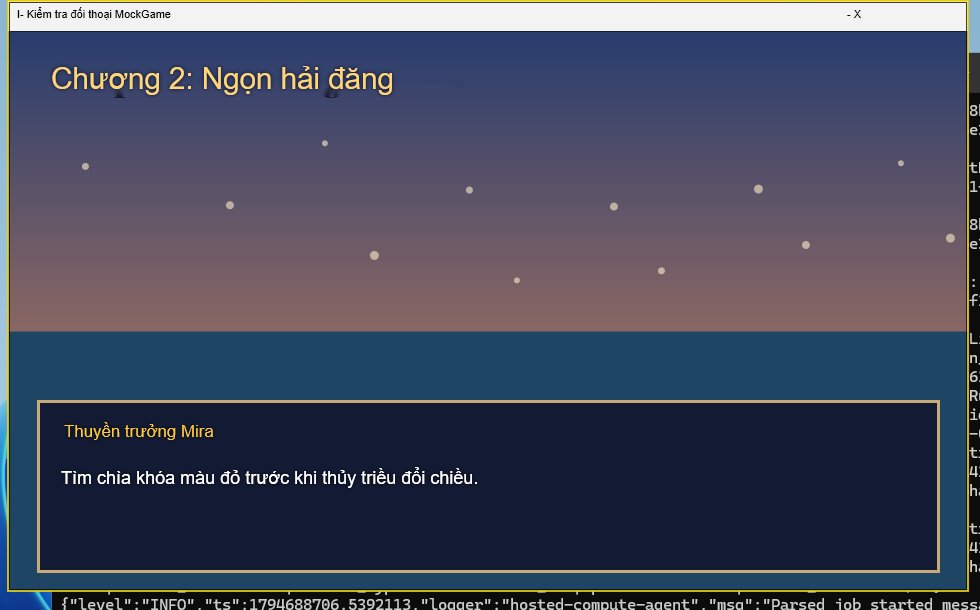 I- Kiểm tra đối thoại MockGame
- X
Chương 2: Ngọn hải đăng
Thuyền trưởng Mira
Tìm chìa khóa màu đỏ trước khi thủy triều đổi chiều.
{"level":"INFO","ts":1794688706.5392113,"logger":"hosted-compute-agent","msg":"Parsed job started mes